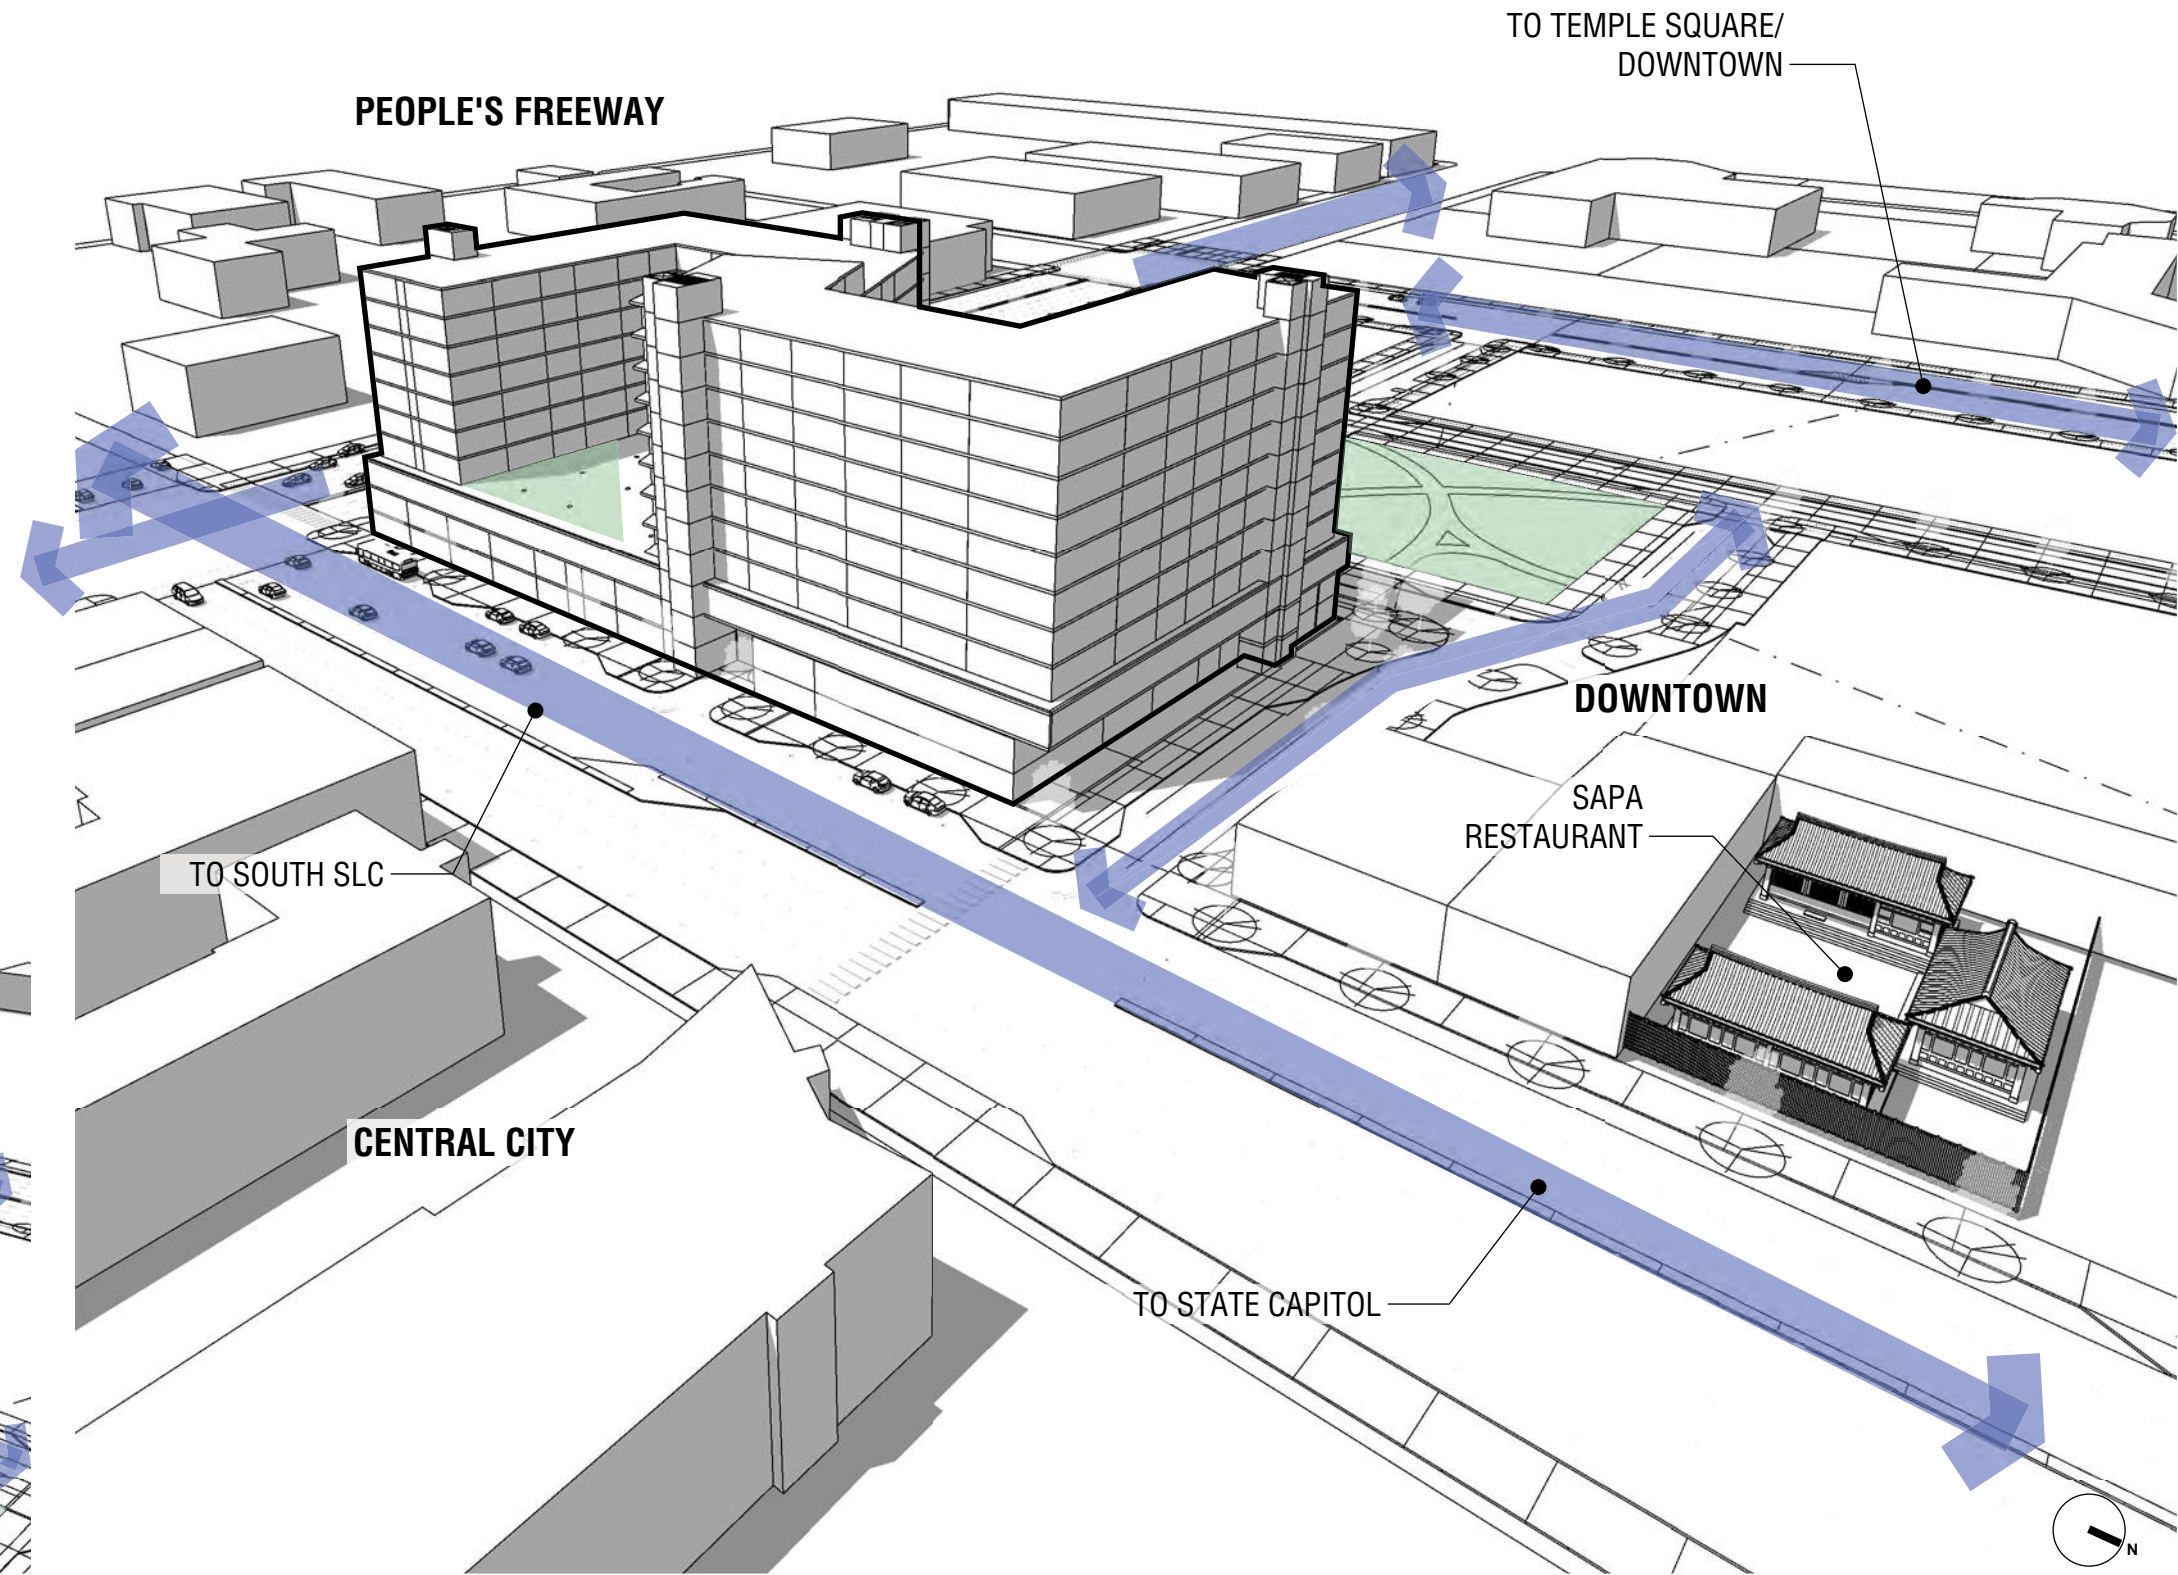 TO TEMPLE SQUARE/
DOWNTOWN
PEOPLE'S FREEWAY
DOWNTOWN
SAPA
RESTAURANT
TO SOUTH SLC
CENTRAL CITY
TO STATE CAPITOL
N